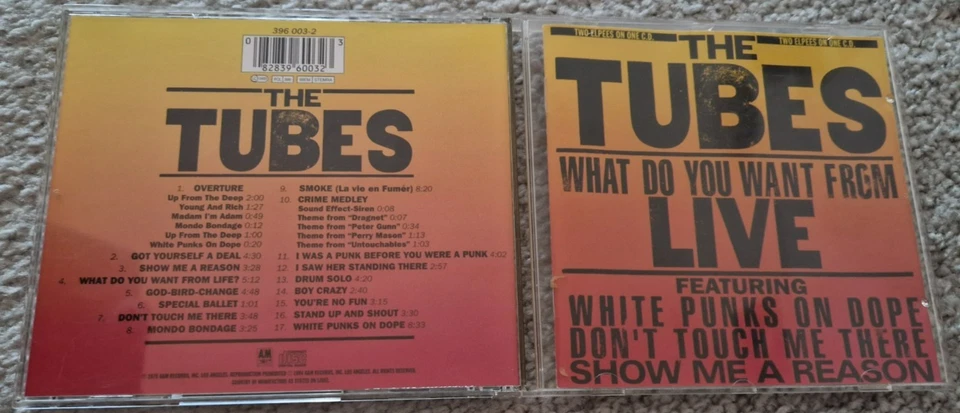 396 003-2
0 82839 60032 3
THE
TUBES
1. OVERTURE
Up From The Deep 2:00
Young And Rich 1:27
Madam I'm Adam 0:49
Mondo Bondage 0:12
Up From The Deep 1:00
White Punks On Dope 0:20
2. GOT YOURSELF A DEAL 4:30
3. SHOW ME A REASON 3:28
4. WHAT DO YOU WANT FROM LIFE? 5:12
5. GOD-BIRD-CHANGE 4:48
6. SPECIAL BALLET 1:01
7. DON'T TOUCH ME THERE 3:48
8. MONDO BONDAGE 3:25
9. SMOKE (La vie en Fumér) 8:20
10. CRIME MEDLEY
Sound Effect-Siren 0:08
Theme from "Dragnet" 0:07
Theme from "Peter Gunn" 0:34
Theme from "Perry Mason" 1:13
Theme from "Untouchables" 1:03
11. I WAS A PUNK BEFORE YOU WERE A PUNK 4:02
12. I SAW HER STANDING THERE 2:57
13. DRUM SOLO 4:20
14. BOY CRAZY 2:40
15. YOU'RE NO FUN 3.15
16. STAND UP AND SHOUT 3:30
17. WHITE PUNKS ON DOPE 8:33
A&M
TWO ELPEES ON ONE C.D.
TWO ELPEES ON ONE C.D.
THE
TUBES
WHAT DO YOU WANT FROM
LIVE
FEATURING
WHITE PUNKS ON DOPE
DON'T TOUCH ME THERE
SHOW ME A REASON